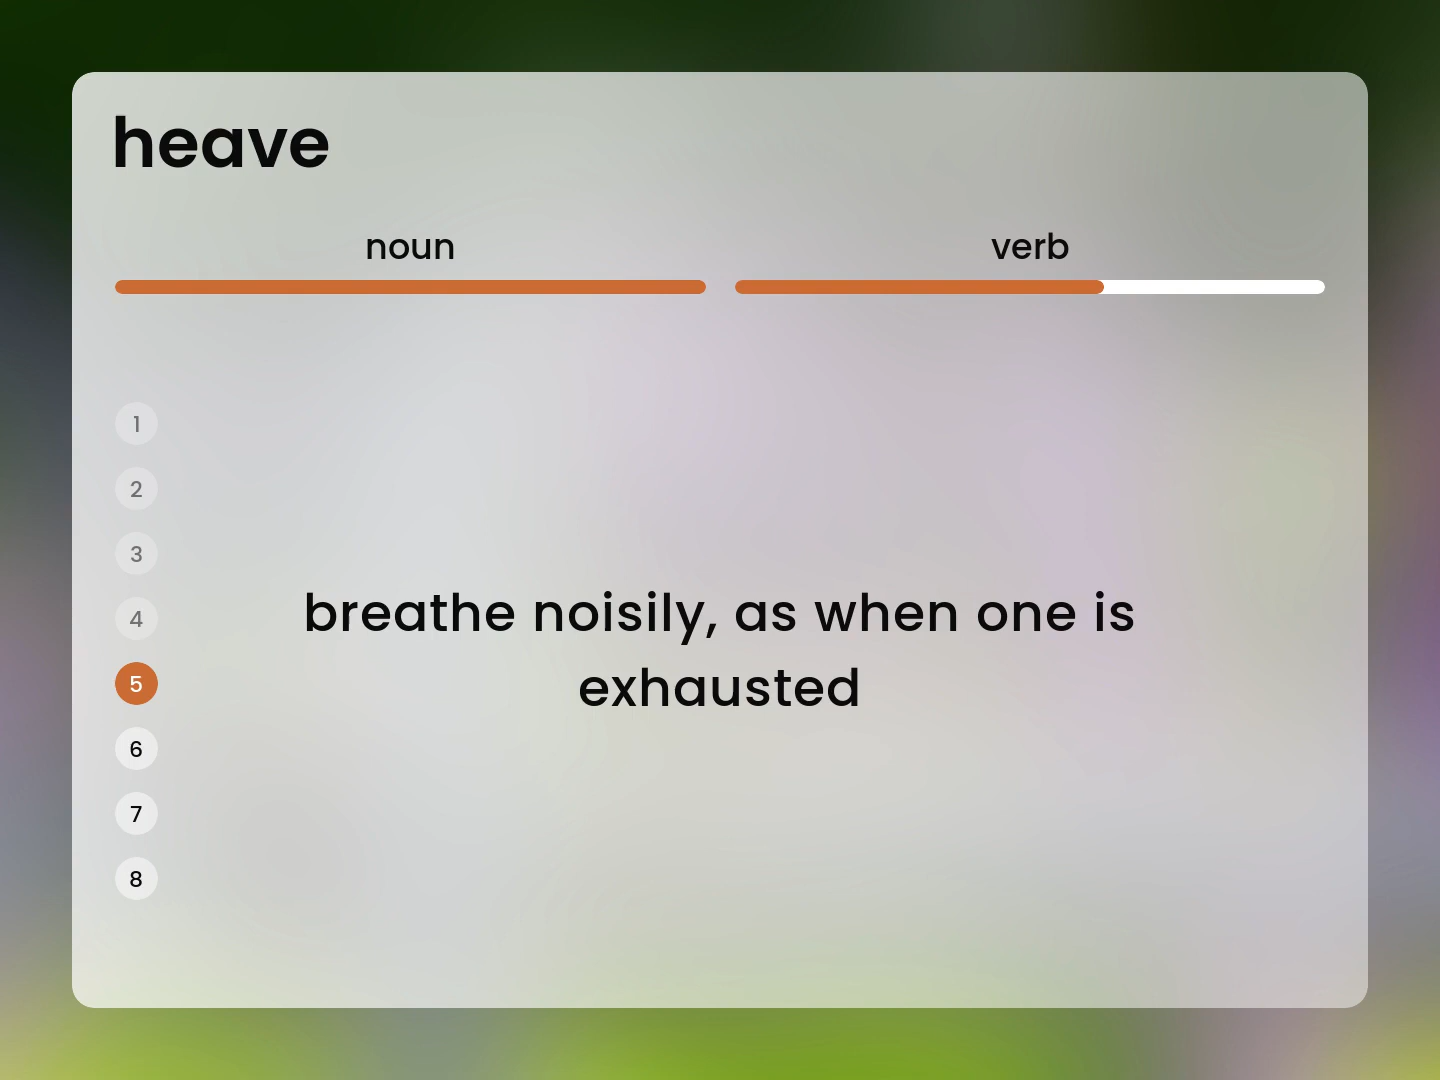 heave
noun
verb
1
2
3
4
5
6
7
8
breathe noisily, as when one is
exhausted